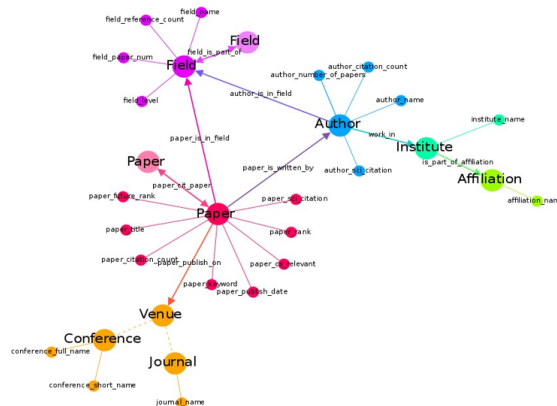 field_name
field_reference_count
Field
field_is_part_of
field_paper_num
Field
author_citation_count
author_number_of_papers
field_level
author_is_in_field
author_name
institute_name
Author
paper_is_in_field
work_in
Institute
Paper
is_part_of_affiliation
paper_is_written_by
author_sci_citation
Affiliation
paper_cit_paper
paper_future_rank
paper_sci_citation
affiliation_nam
Paper
paper_title
paper_rank
paper_citation_count
paper_publish_on
paper_cs_relevant
paper_keyword
paper_publish_date
Venue
Conference
conference_full_name
Journal
conference_short_name
journal_name